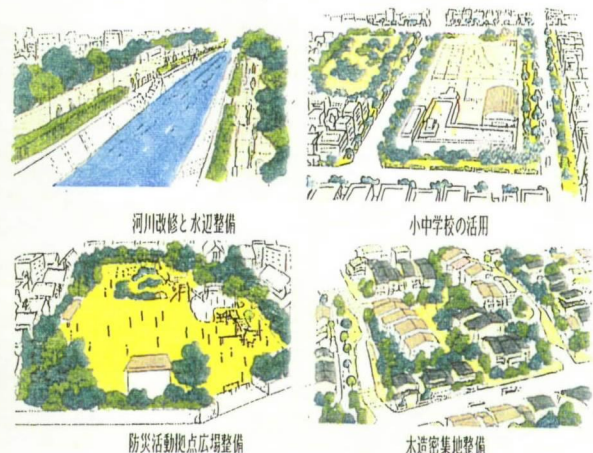 河川改修と水辺整備
小中学校の活用
防災活動拠点広場整備
木造密集地整備